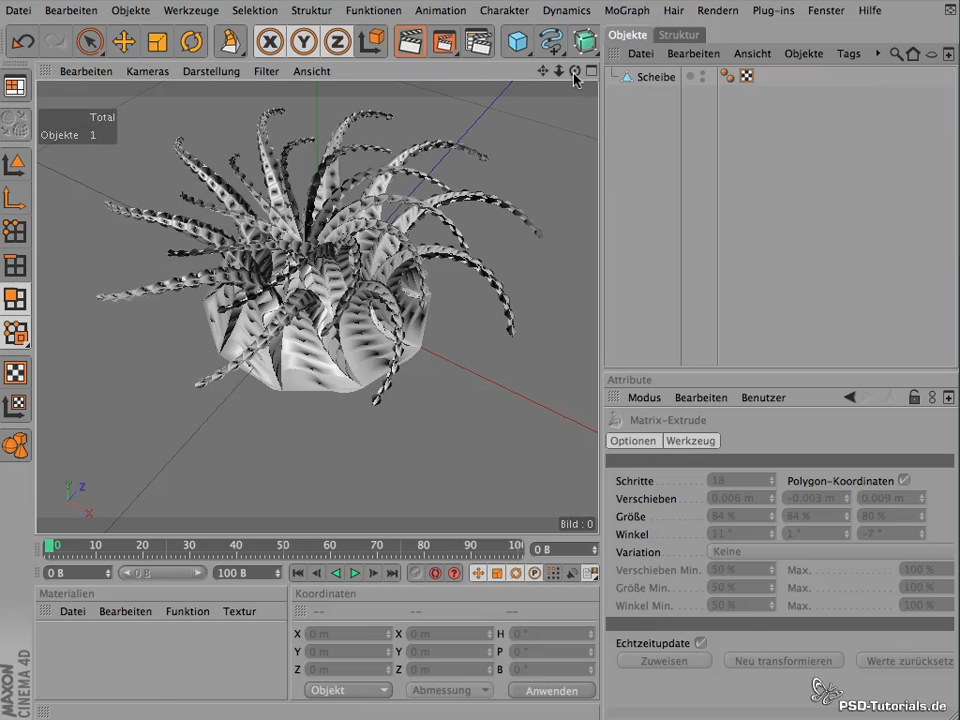 Datei Bearbeiten Objekte Werkzeuge Selektion Struktur Funktionen Animation Charakter Dynamics MoGraph Hair Rendern Plug-ins Fenster Hilfe
X Y Z
Objekte Struktur
Datei Bearbeiten Ansicht Objekte Tags
Bearbeiten Kameras Darstellung Filter Ansicht
Scheibe
Total
Objekte 1
Y Z
X
Bild : 0
Attribute
Modus Bearbeiten Benutzer
Matrix-Extrude
Optionen Werkzeug
Schritte 18 Polygon-Koordinaten
Verschieben 0.006 m -0.003 m 0.009 m
Größe 84 % 84 % 80 %
Winkel 11 ° 1 ° -7 °
Variation Keine
Verschieben Min. 50 % Max. 100 %
Größe Min. 50 % Max. 100 %
Winkel Min. 50 % Max. 100 %
Echtzeitupdate
Zuweisen Neu transformieren Werte zurücksetz
0 10 20 30 40 50 60 70 80 90 10 0 B
0 B 0 B 100 B
Materialien
Datei Bearbeiten Funktion Textur
Koordinaten
-- -- --
X 0 m X 0 m H 0 °
Y 0 m Y 0 m P 0 °
Z 0 m Z 0 m B 0 °
Objekt Abmessung Anwenden
MAXON
CINEMA 4D
PSD-Tutorials.de